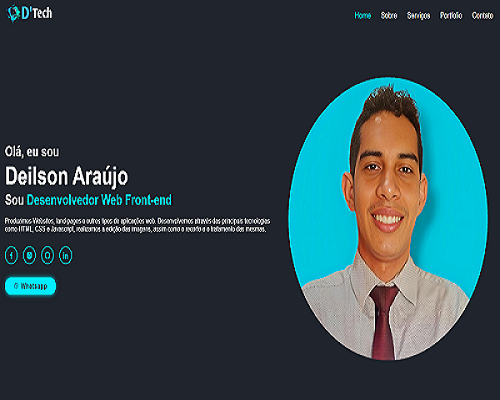 D'Tech
Home Sobre Serviços Portfolio Contato
Olá, eu sou
Deilson Araújo
Sou Desenvolvedor Web Front-end
Produzimos Websites, land pages e outros tipos de aplicações web. Desenvolvemos através das principais tecnologias
como HTML, CSS e Javascript, realizamos a edição das imagens, assim como o recorte e o tratamento das mesmas.
f
in
Whatsapp